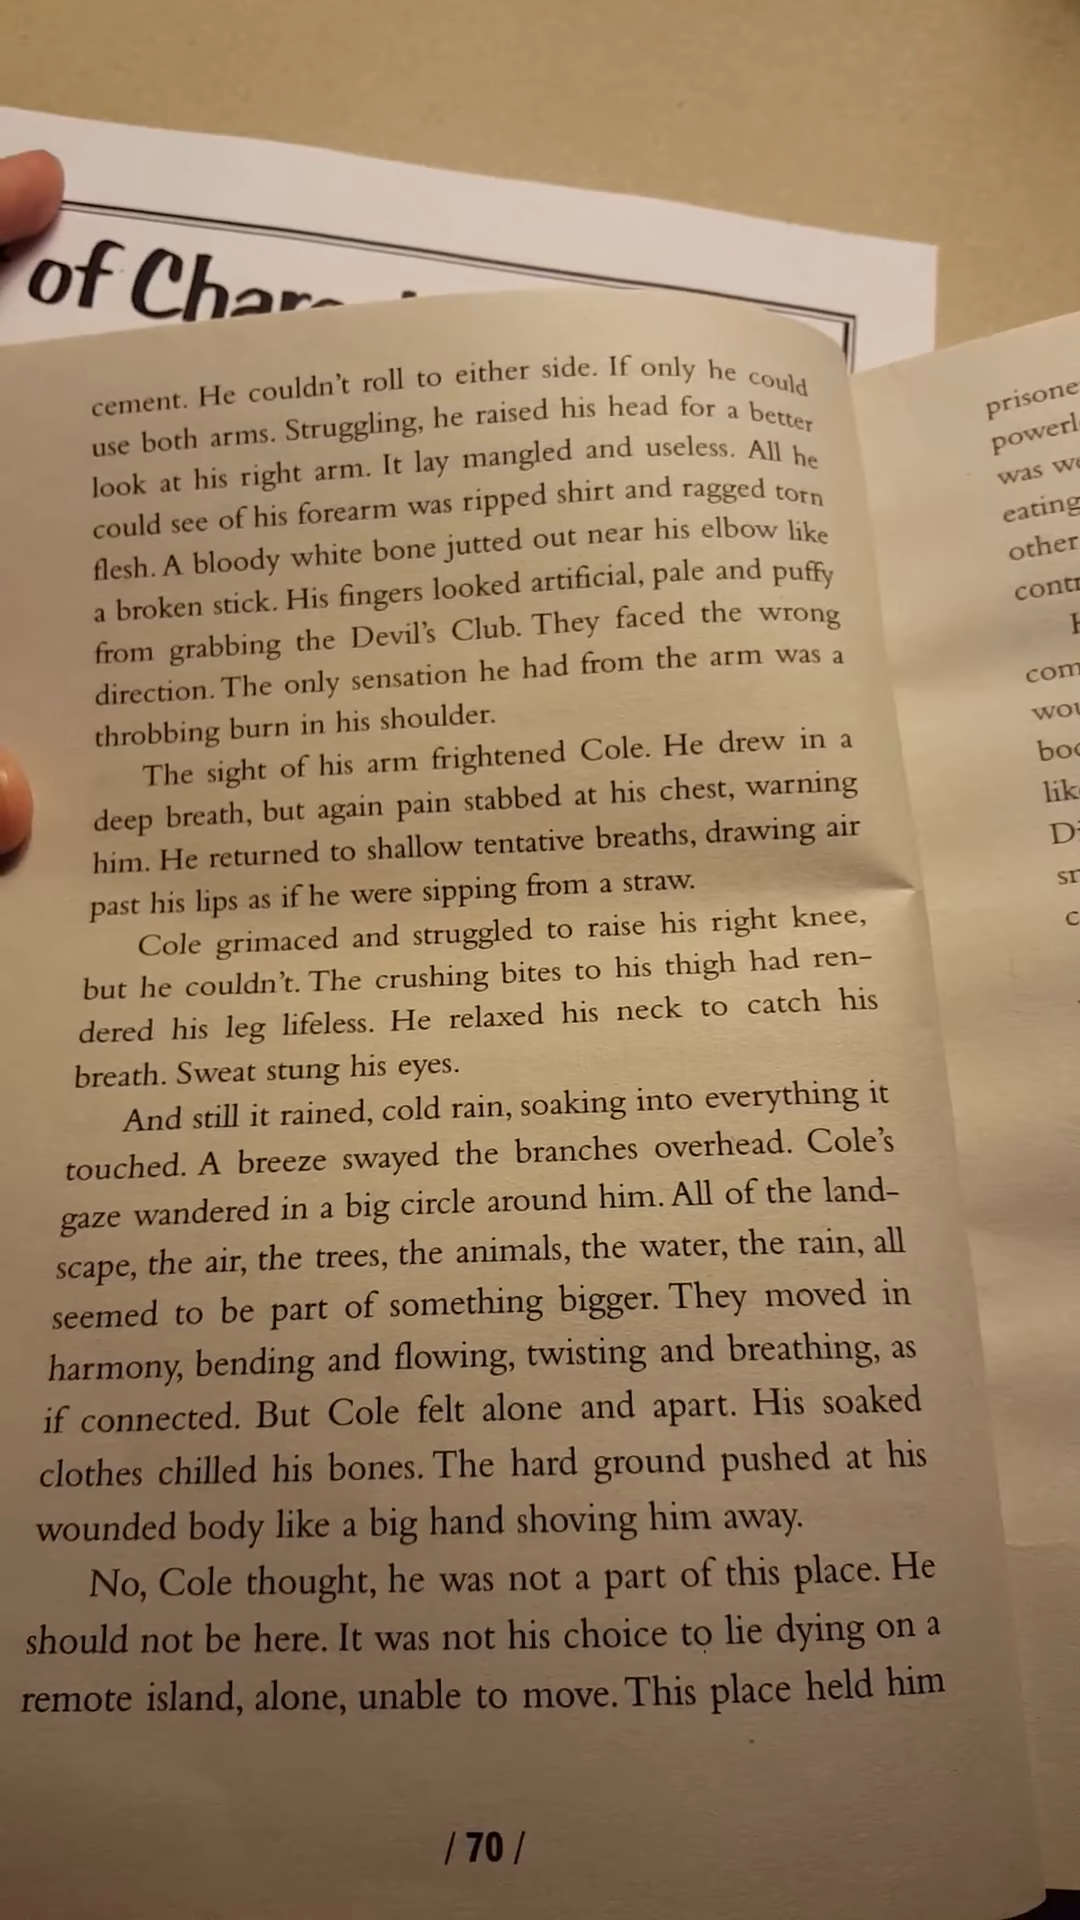 of Char
cement. He couldn't roll to either side. If only he could
use both arms. Struggling, he raised his head for a better
look at his right arm. It lay mangled and useless. All he
could see of his forearm was ripped shirt and ragged torn
flesh. A bloody white bone jutted out near his elbow like
a broken stick. His fingers looked artificial, pale and puffy
from grabbing the Devil's Club. They faced the wrong
direction. The only sensation he had from the arm was a
throbbing burn in his shoulder.
The sight of his arm frightened Cole. He drew in a
deep breath, but again pain stabbed at his chest, warning
him. He returned to shallow tentative breaths, drawing air
past his lips as if he were sipping from a straw.
Cole grimaced and struggled to raise his right knee,
but he couldn't. The crushing bites to his thigh had ren-
dered his leg lifeless. He relaxed his neck to catch his
breath. Sweat stung his eyes.
And still it rained, cold rain, soaking into everything it
touched. A breeze swayed the branches overhead. Cole's
gaze wandered in a big circle around him. All of the land-
scape, the air, the trees, the animals, the water, the rain, all
seemed to be part of something bigger. They moved in
harmony, bending and flowing, twisting and breathing, as
if connected. But Cole felt alone and apart. His soaked
clothes chilled his bones. The hard ground pushed at his
wounded body like a big hand shoving him away.
No, Cole thought, he was not a part of this place. He
should not be here. It was not his choice to lie dying on a
remote island, alone, unable to move. This place held him
/ 70 /
prisone
powerl
was we
eating
other
contr
H
com
wou
boo
lik
D
sn
c